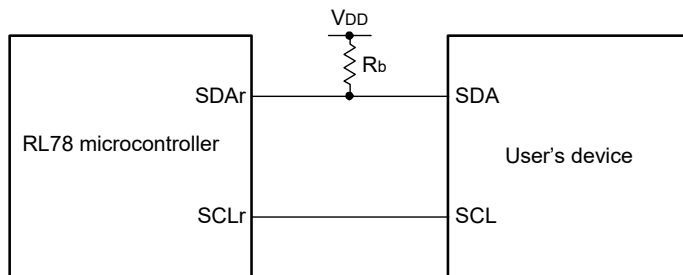 VDD
Rb
SDAr
SDA
RL78 microcontroller
User's device
SCLr
SCL